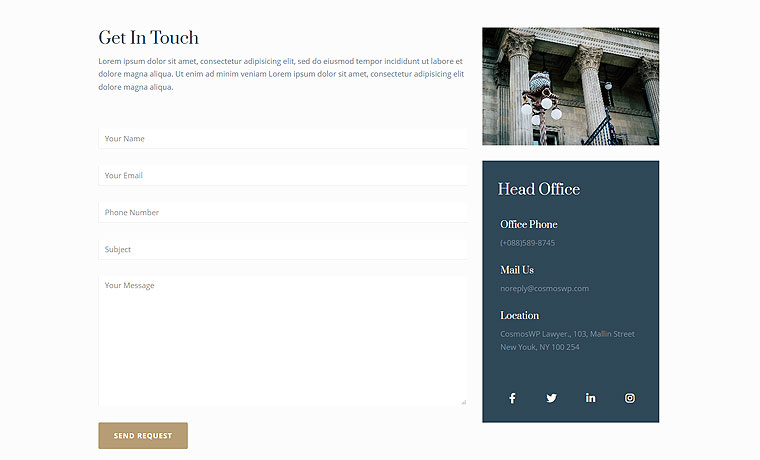 Get In Touch
Lorem ipsum dolor sit amet, consectetur adipisicing elit, sed do eiusmod tempor incididunt ut labore et
dolore magna aliqua. Ut enim ad minim veniam Lorem ipsum dolor sit amet, consectetur adipisicing elit
dolore magna aliqua.
Your Name
Your Email
Phone Number
Subject
Your Message
SEND REQUEST
Head Office
Office Phone
(+088)589-8745
Mail Us
noreply@cosmoswp.com
Location
CosmosWP Lawyer., 103, Mallin Street
New Youk, NY 100 254